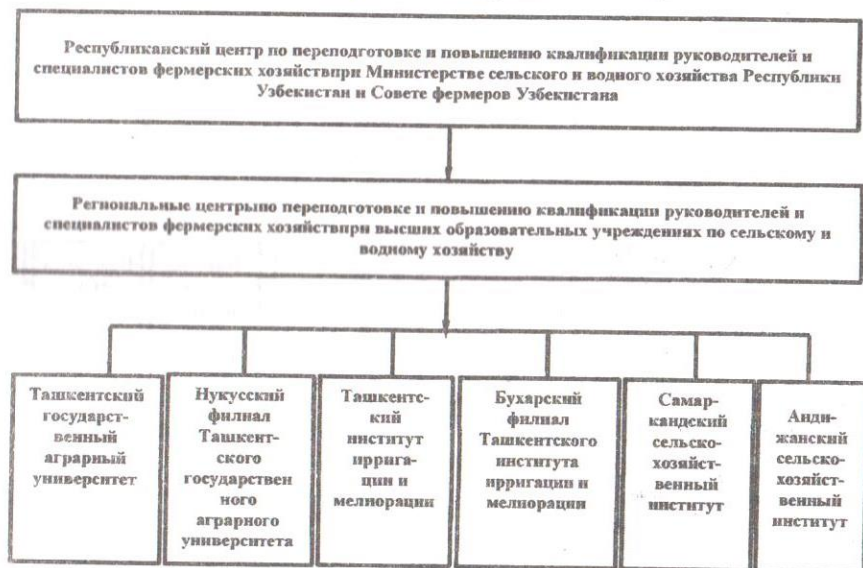 Республиканский центр по переподготовке и повышению квалификации руководителей и
специалистов фермерских хозяйствпри Министерстве сельского и водного хозяйства Республики
Узбекистан и Совете фермеров Узбекистана
Региональные центрыпо переподготовке и повышению квалификации руководителей и
специалистов фермерских хозяйствпри высших образовательных учреждениях по сельскому и
водному хозяйству
Ташкентский
государст-
венный
аграрный
университет
Нукусский
филиал
Ташкент-
ского
государствен
ного
аграрного
университета
Ташкентс-
кий
институт
иррига-
ции и
мелиорации
Бухарский
филиал
Ташкентского
института
ирригации и
мелиорации
Самар-
кандский
сельско-
хозяйст-
венный
институт
Анди-
жанский
сельско-
хозяйст-
венный
институт